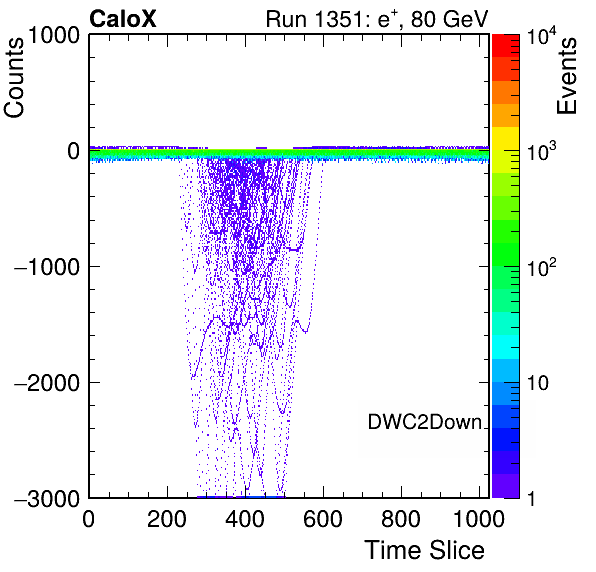 CaloX Run 1351: e⁺, 80 GeV
Counts
Events
1000
0
−1000
−2000
−3000
0 200 400 600 800 1000
Time Slice
DWC2Down
10⁴
10³
10²
10
1